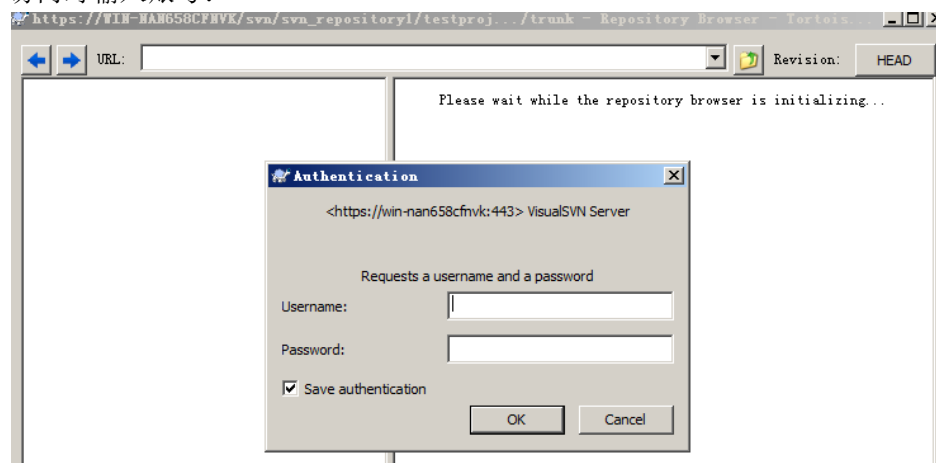 https://WIN-NAN658CFNVK/svn/svn_repository1/testproj.../trunk - Repository Browser - Tortois...
URL:
Revision:
HEAD
Please wait while the repository browser is initializing...
Authentication
<https://win-nan658cfnvk:443> VisualSVN Server
Requests a username and a password
Username:
Password:
Save authentication
OK
Cancel